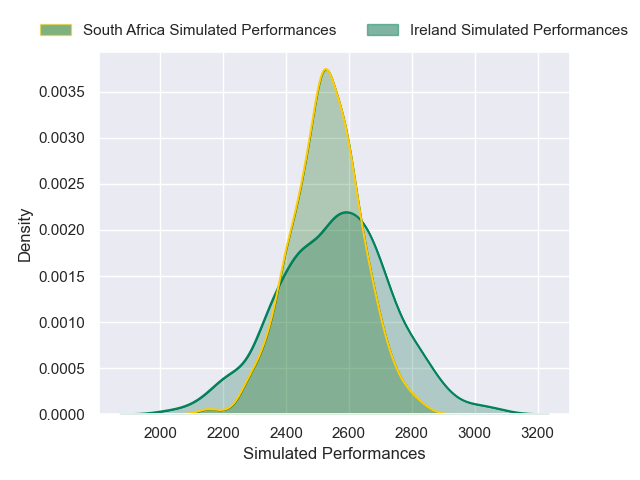 South Africa Simulated Performances
Ireland Simulated Performances
0.0035
0.0030
0.0025
0.0020
0.0015
0.0010
0.0005
0.0000
Density
2000 2200 2400 2600 2800 3000 3200
Simulated Performances